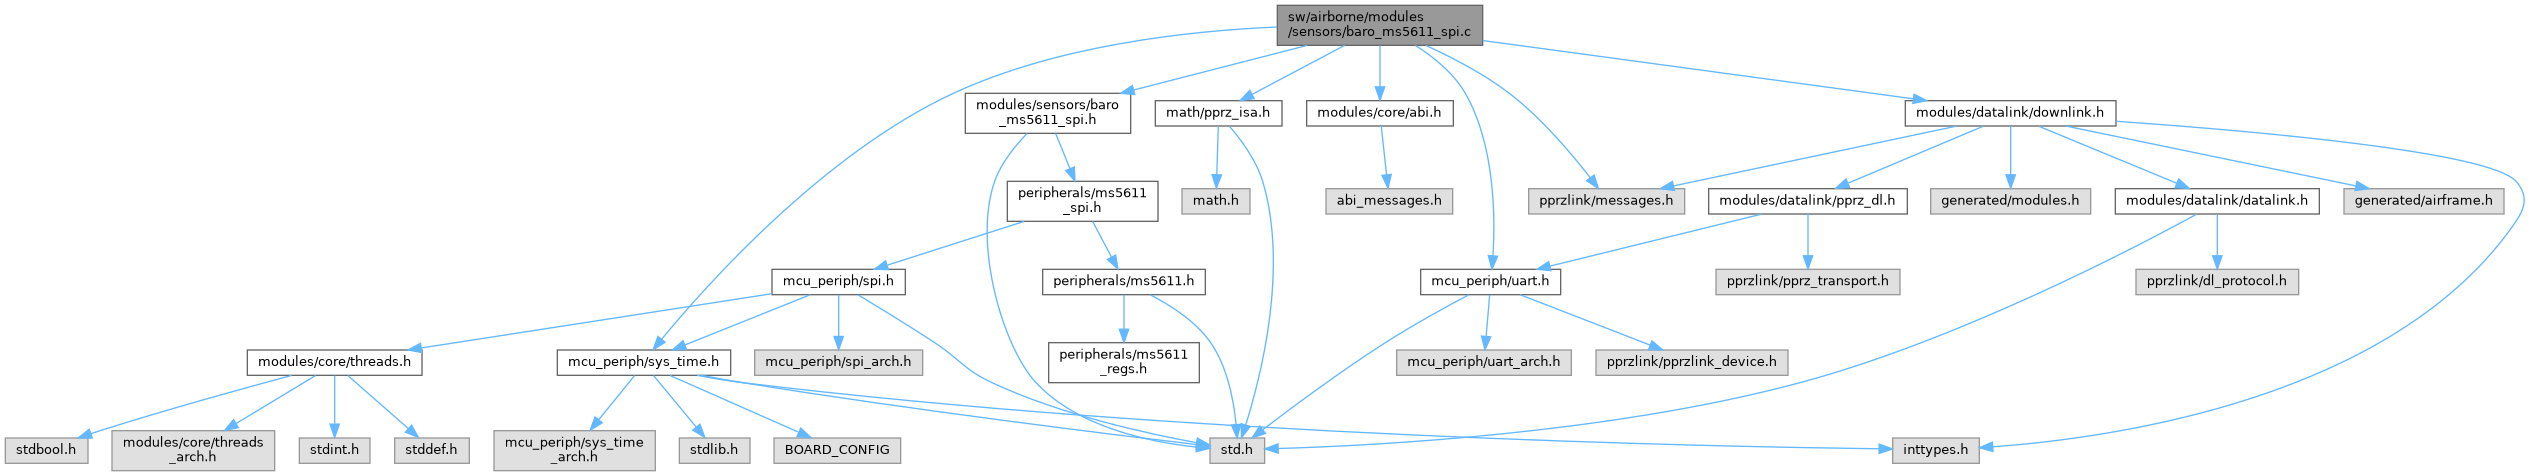 sw/airborne/modules
/sensors/baro_ms5611_spi.c
modules/sensors/baro
_ms5611_spi.h
math/pprz_isa.h
modules/core/abi.h
modules/datalink/downlink.h
peripherals/ms5611
_spi.h
math.h
abi_messages.h
pprzlink/messages.h
modules/datalink/pprz_dl.h
generated/modules.h
modules/datalink/datalink.h
generated/airframe.h
mcu_periph/spi.h
peripherals/ms5611.h
mcu_periph/uart.h
pprzlink/pprz_transport.h
pprzlink/dl_protocol.h
modules/core/threads.h
mcu_periph/sys_time.h
mcu_periph/spi_arch.h
peripherals/ms5611
_regs.h
mcu_periph/uart_arch.h
pprzlink/pprzlink_device.h
stdbool.h
modules/core/threads
_arch.h
stdint.h
stddef.h
mcu_periph/sys_time
_arch.h
stdlib.h
BOARD_CONFIG
std.h
inttypes.h